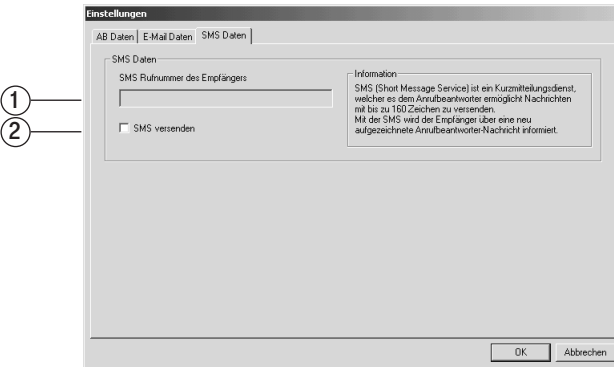 Einstellungen
AB Daten E-Mail Daten SMS Daten
SMS Daten
SMS Rufnummer des Empfängers
1
2
SMS versenden
Information
SMS (Short Message Service) ist ein Kurzmitteilungsdienst,
welcher es dem Anrufbeantworter ermöglicht Nachrichten
mit bis zu 160 Zeichen zu versenden.
Mit der SMS wird der Empfänger über eine neu
aufgezeichnete Anrufbeantworter-Nachricht informiert.
OK Abbrechen